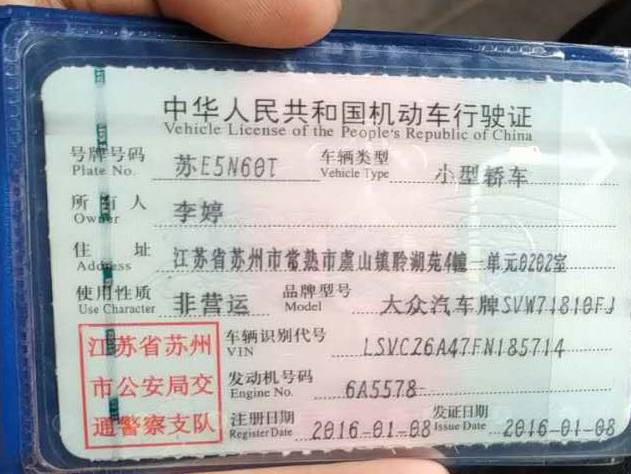 中华人民共和国机动车行驶证
Vehicle License of the People's Republic of China
号牌号码 苏E5N60T 车辆类型 小型轿车
Plate No. Vehicle Type
所有人 李婷
Owner
住址 江苏省苏州市常熟市虞山镇聆湖苑4幢一单元0202室
Address
使用性质 非营运 品牌型号 大众汽车牌SVW71810FJ
Use Character Model
江苏省苏州
市公安局交
通警察支队
车辆识别代号 LSVC26A47FN185714
VIN
发动机号码 6A5578
Engine No.
注册日期 2016-01-08 发证日期 2016-01-08
Register Date Issue Date